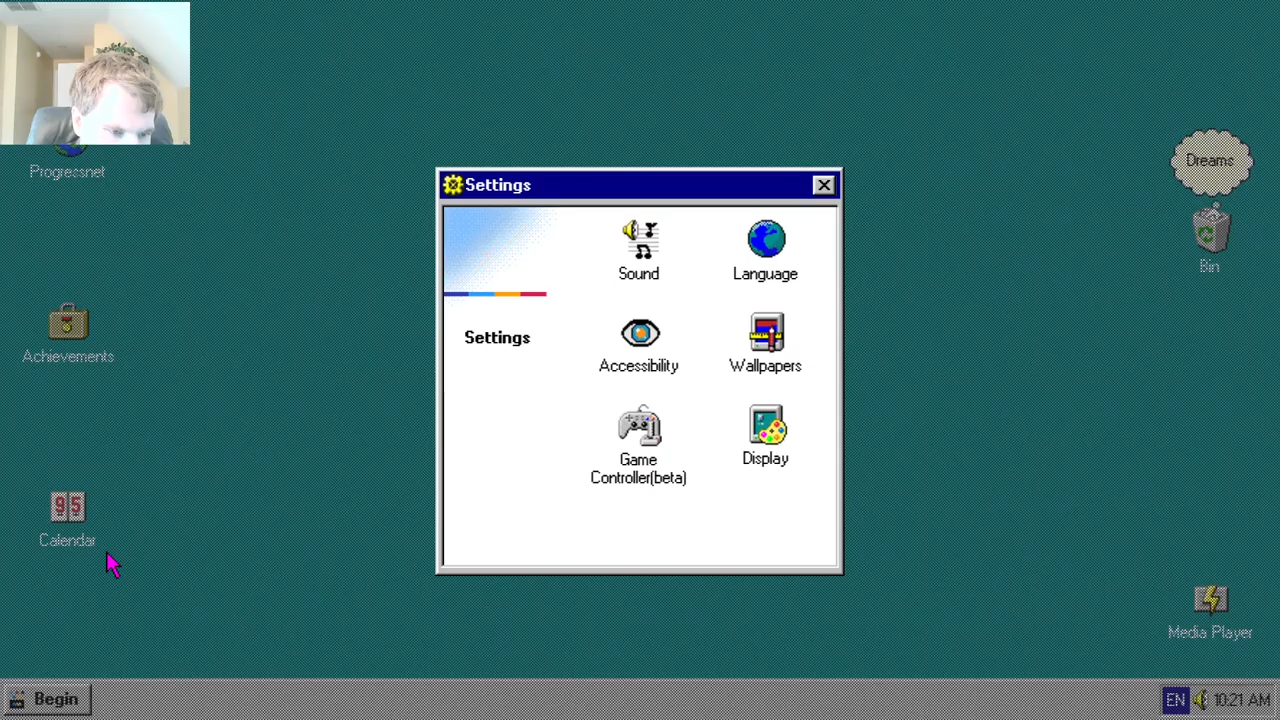 Progressnet
Settings
Dreams
Sound
Language
Bin
Settings
Achievements
Accessibility
Wallpapers
Game
Controller(beta)
Display
95
Calendar
Media Player
Begin
EN
10:21 AM